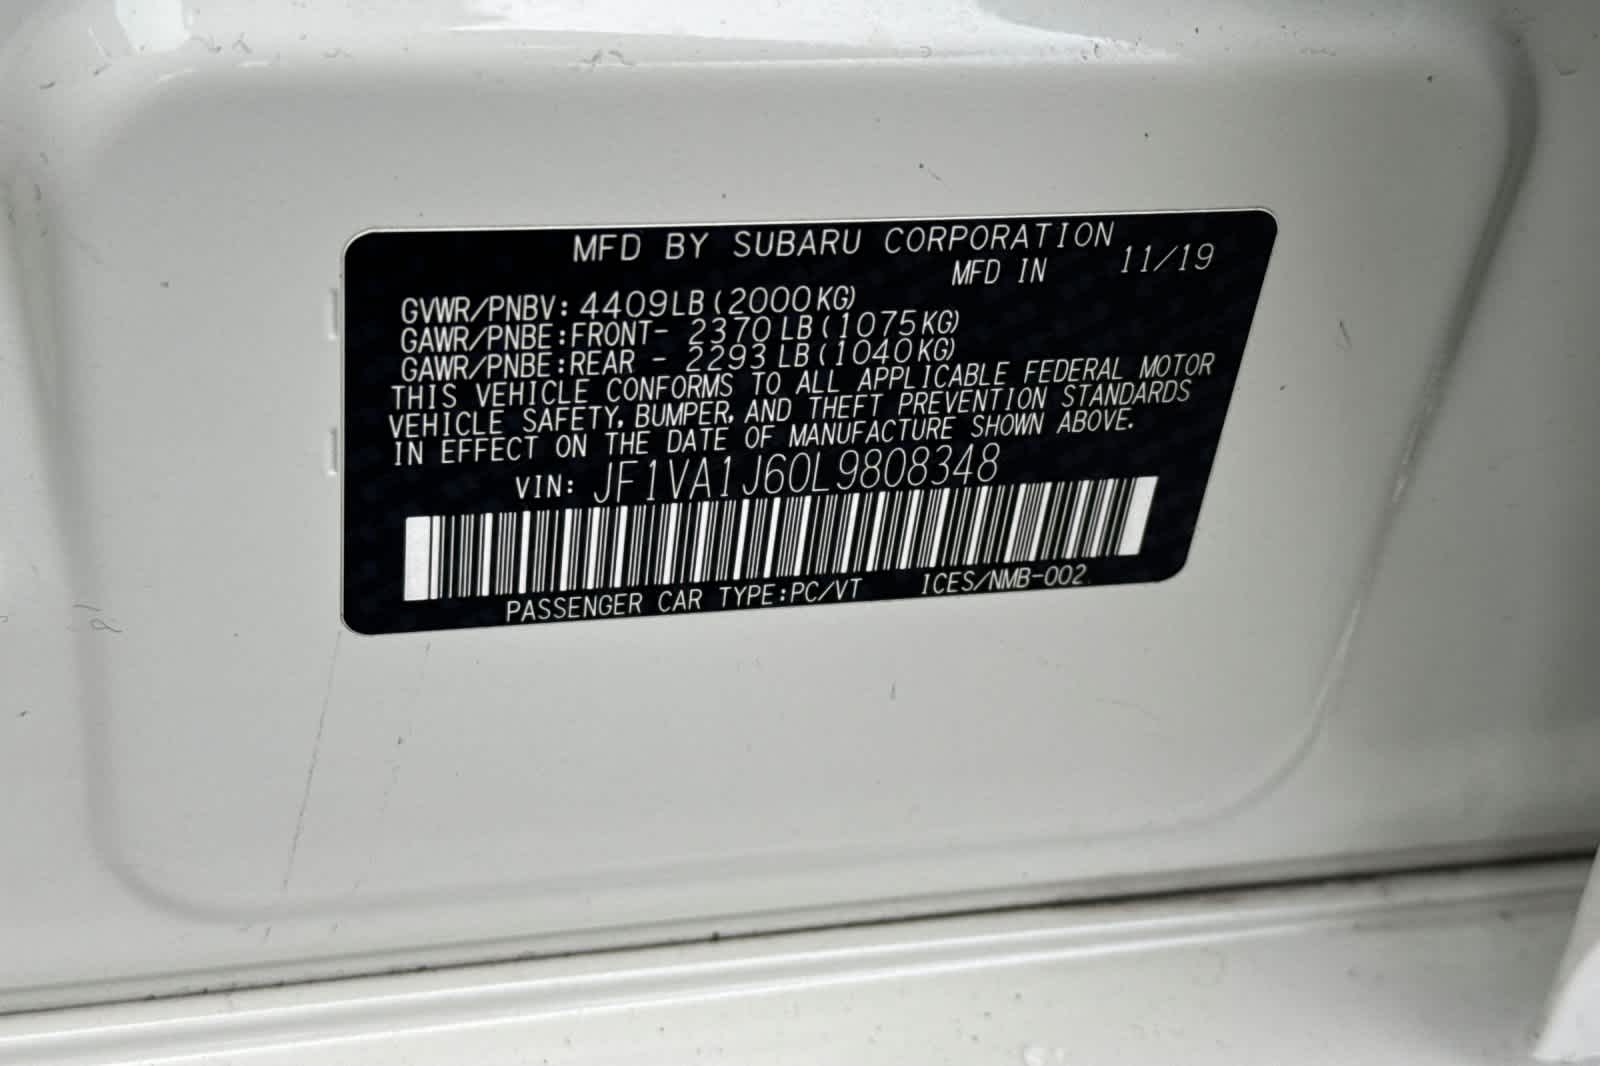 MFD BY SUBARU CORPORATION
MFD IN 11/19
GVWR/PNBV: 4409LB(2000KG)
GAWR/PNBE:FRONT- 2370LB(1075KG)
GAWR/PNBE:REAR - 2293LB(1040KG)
THIS VEHICLE CONFORMS TO ALL APPLICABLE FEDERAL MOTOR
VEHICLE SAFETY, BUMPER, AND THEFT PREVENTION STANDARDS
IN EFFECT ON THE DATE OF MANUFACTURE SHOWN ABOVE.
VIN: JF1VA1J60L9808348
PASSENGER CAR TYPE:PC/VT ICES/NMB-002